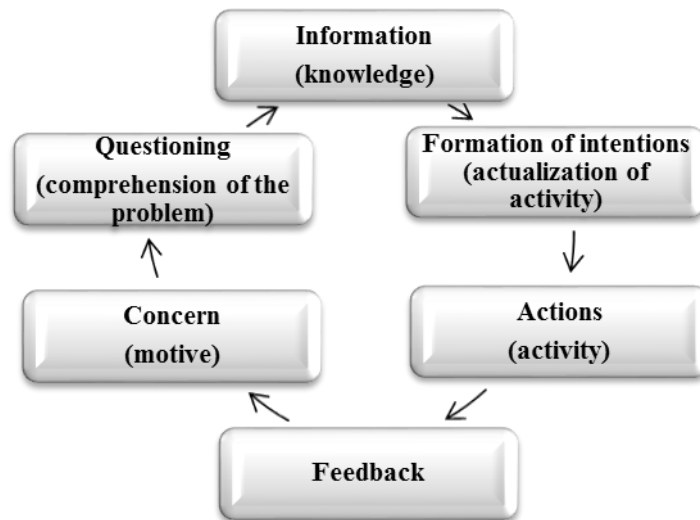 Information
(knowledge)
Questioning
(comprehension of the
problem)
Formation of intentions
(actualization of
activity)
Concern
(motive)
Actions
(activity)
Feedback